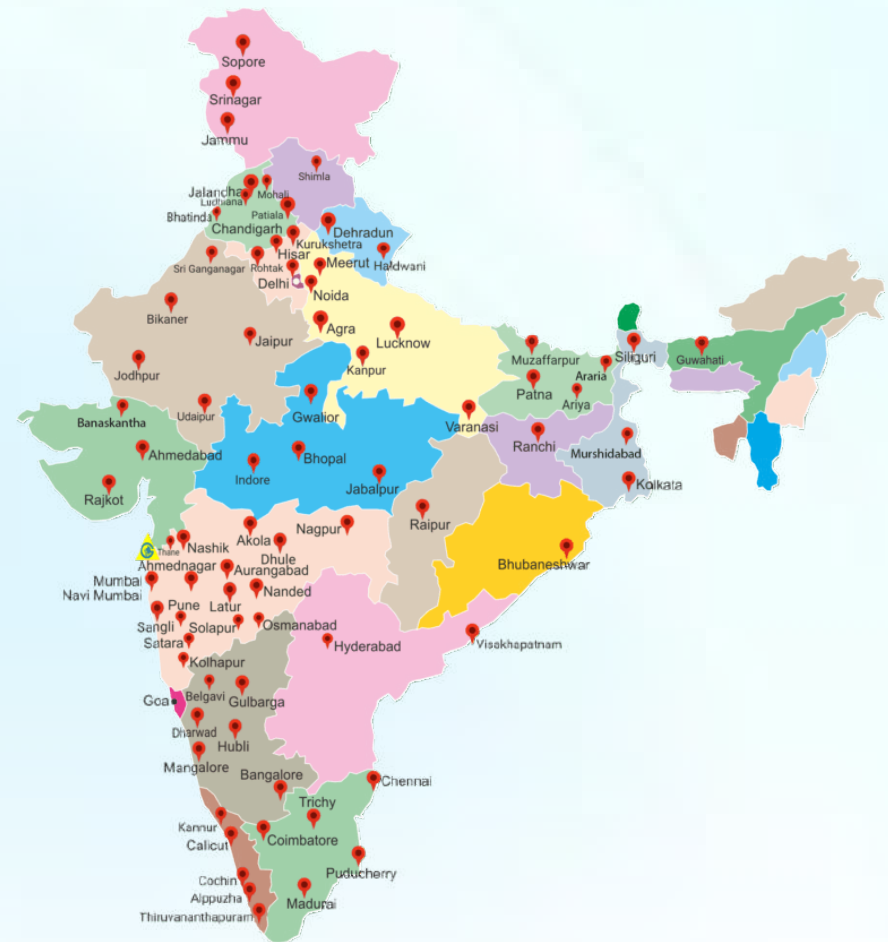 Sopore
Srinagar
Jammu
Shimla
Jalandhar
Mohali
Ludhiana
Patiala
Bhatinda
Chandigarh
Dehradun
Kurukshetra
Hisar
Haldwani
Sri Ganganagar
Rohtak
Meerut
Delhi
Noida
Bikaner
Agra
Jaipur
Lucknow
Kanpur
Jodhpur
Muzaffarpur
Siliguri
Guwahati
Araria
Patna
Ariya
Udaipur
Gwalior
Banaskantha
Varanasi
Ahmedabad
Ranchi
Bhopal
Murshidabad
Indore
Jabalpur
Kolkata
Rajkot
Raipur
Nagpur
Akola
Nashik
Thane
Dhule
Ahmednagar
Aurangabad
Bhubaneshwar
Mumbai
Navi Mumbai
Nanded
Pune
Latur
Sangli
Solapur
Osmanabad
Satara
Hyderabad
Visakhapatnam
Kolhapur
Goa
Belgavi
Gulbarga
Dharwad
Hubli
Mangalore
Bangalore
Chennai
Trichy
Kannur
Calicut
Coimbatore
Puducherry
Cochin
Alppuzha
Madurai
Thiruvananthapuram